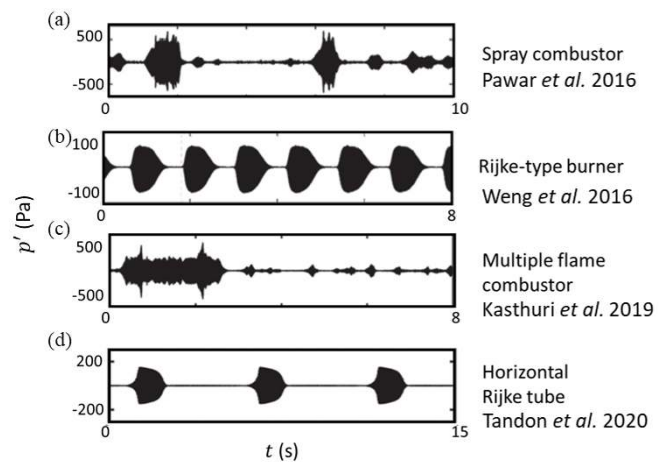 (a)
500
-500
0
10
Spray combustor
Pawar et al. 2016
(b)
100
-100
0
8
Rijke-type burner
Weng et al. 2016
(c)
500
-500
0
8
Multiple flame
combustor
Kasthuri et al. 2019
(d)
200
-200
0
15
Horizontal
Rijke tube
Tandon et al. 2020
p′ (Pa)
t (s)